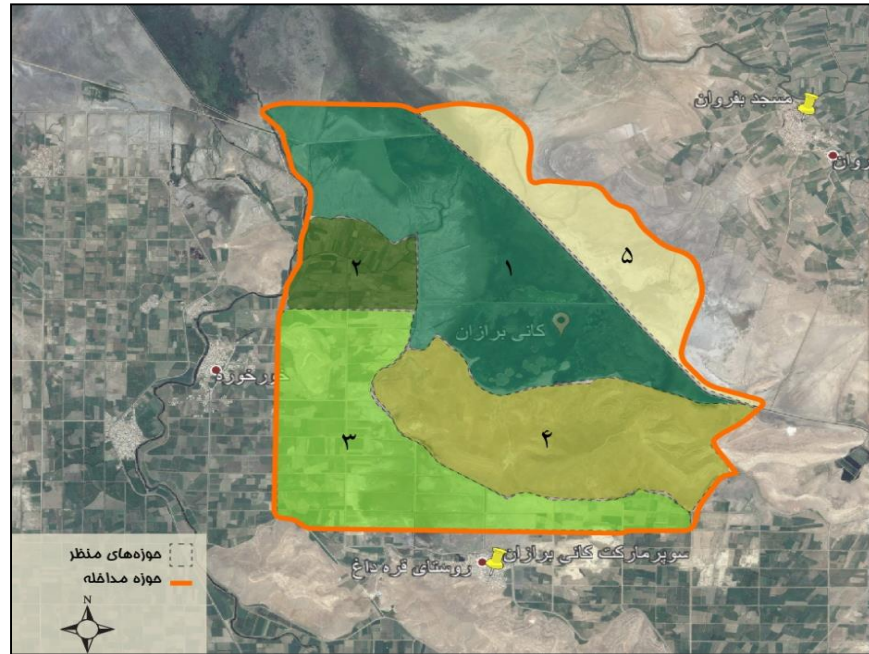 مسجد بفروان
روان
۵
۱
۲
کانی برازان
خورخوره
۳
۴
سوپرمارکت کانی برازان
روستای قره داغ
حوزه‌های منظر
حوزه مداخله
N